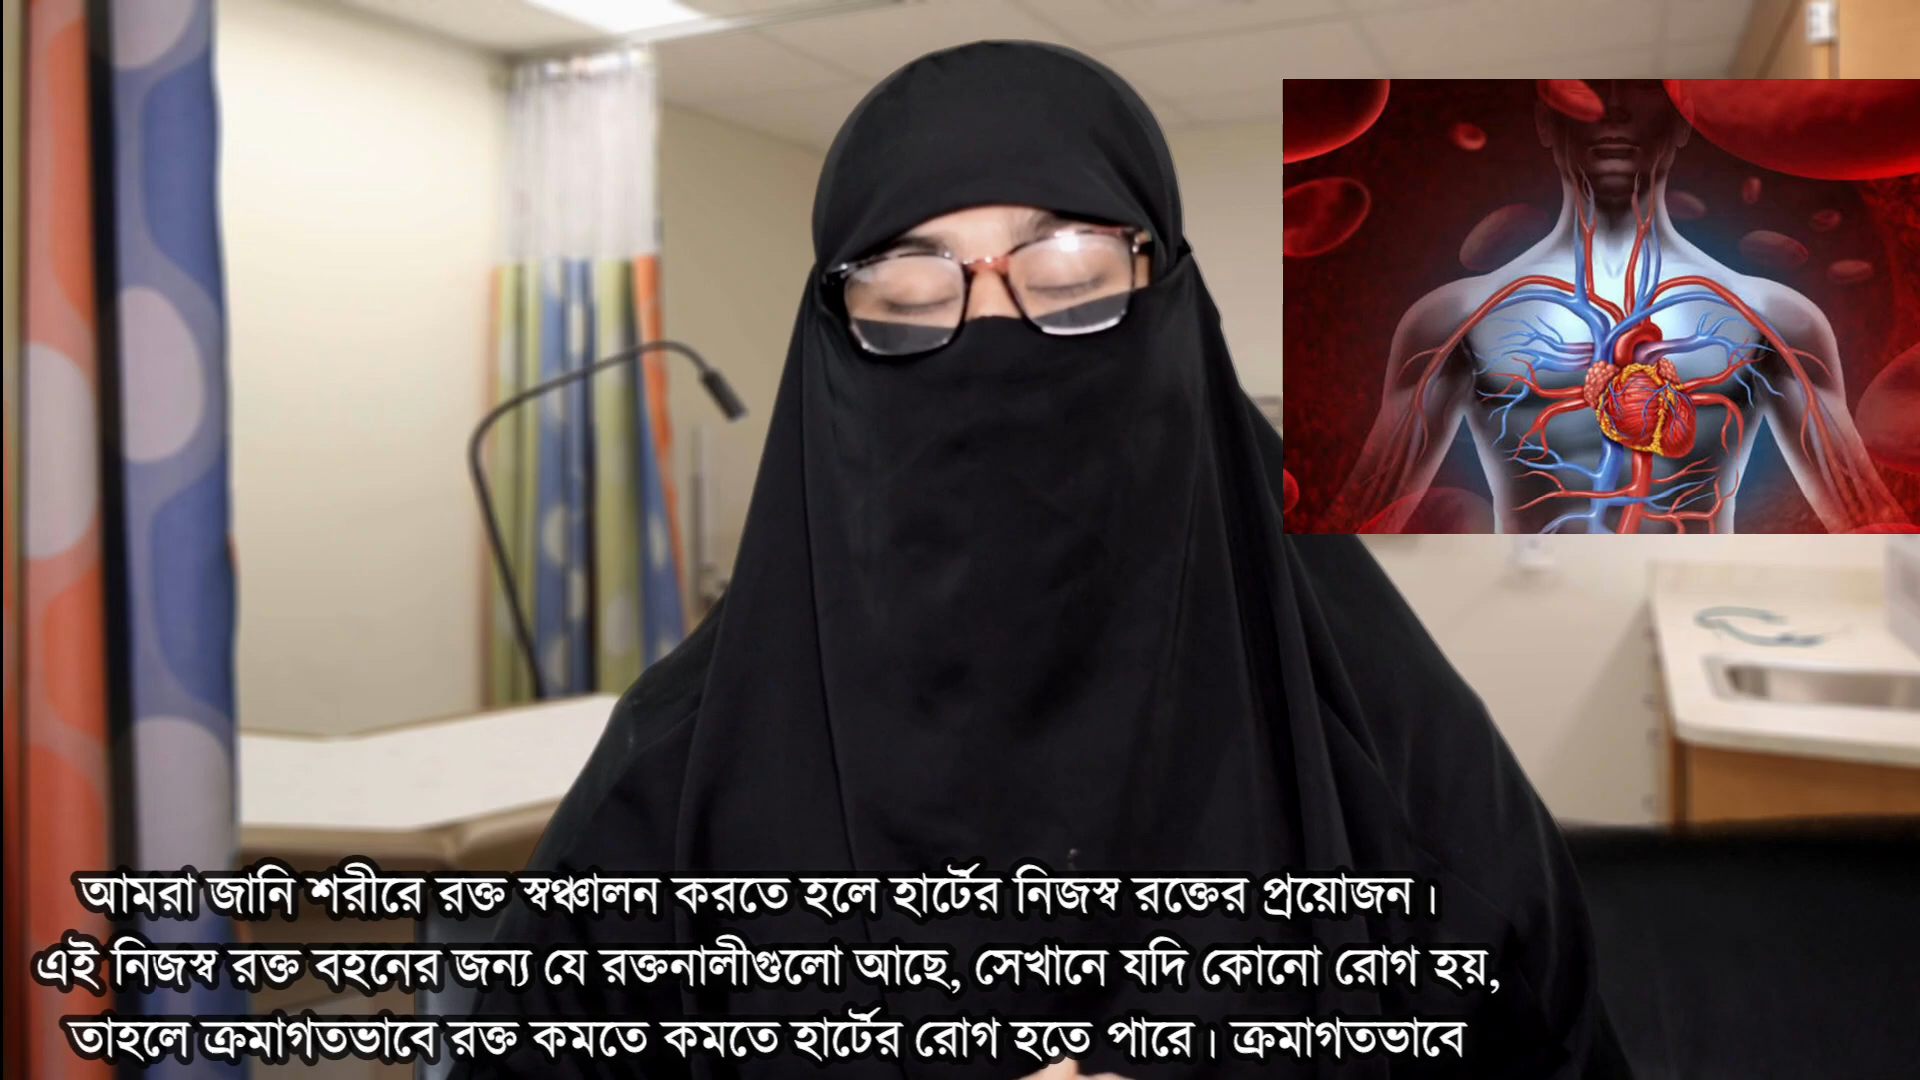 আমরা জানি শরীরে রক্ত স্বঞ্চালন করতে হলে হার্টের নিজস্ব রক্তের প্রয়োজন।
এই নিজস্ব রক্ত বহনের জন্য যে রক্তনালীগুলো আছে, সেখানে যদি কোনো রোগ হয়,
তাহলে ক্রমাগতভাবে রক্ত কমতে কমতে হার্টের রোগ হতে পারে। ক্রমাগতভাবে